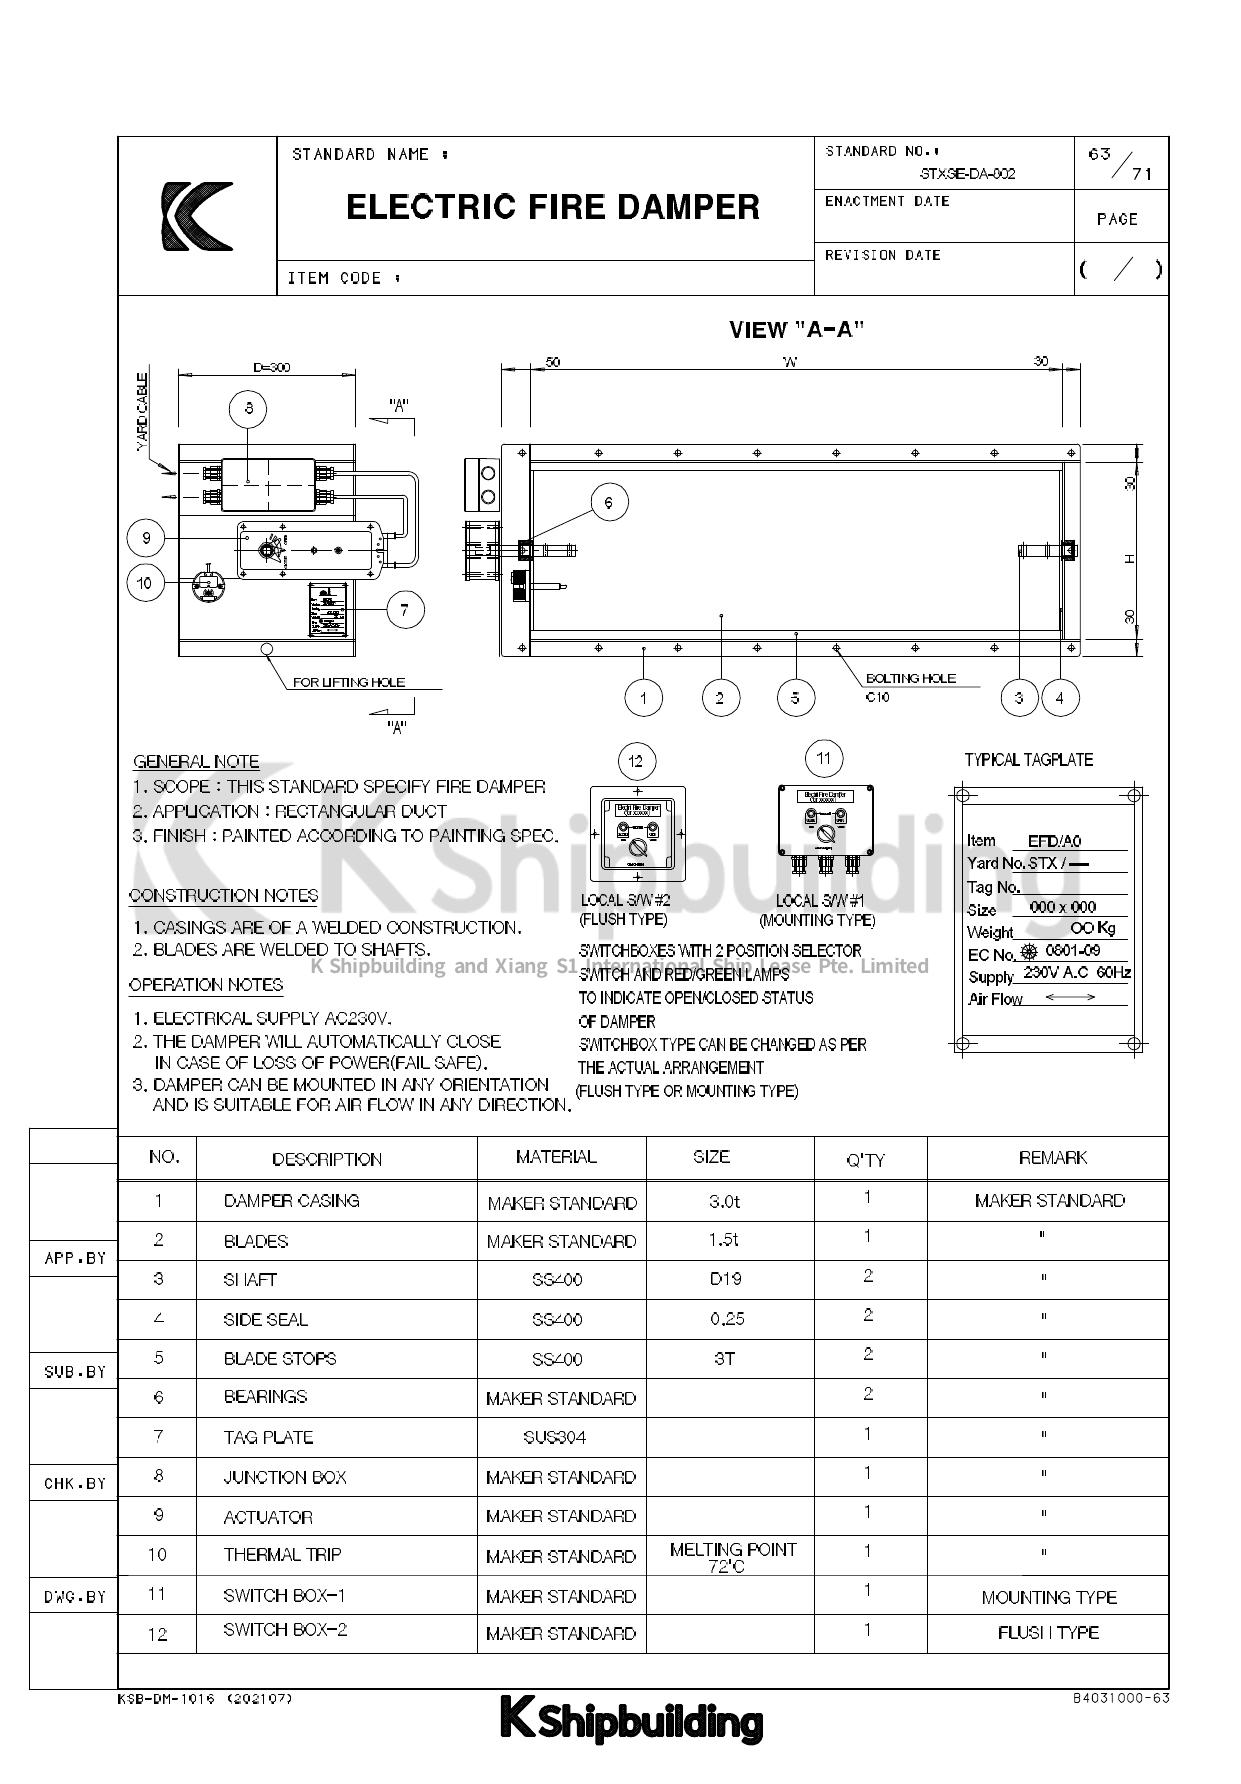 STANDARD NAME :
ELECTRIC FIRE DAMPER
ITEM CODE :
STANDARD NO. :
STXSE-DA-002
63 / 71
ENACTMENT DATE
PAGE
REVISION DATE
( / )
VIEW "A-A"
D=300
50
W
30
YARD CABLE
"A"
8
9
10
7
6
30
H
30
FOR LIFTING HOLE
"A"
BOLTING HOLE
C10
1
2
5
3
4
GENERAL NOTE
1. SCOPE : THIS STANDARD SPECIFY FIRE DAMPER
2. APPLICATION : RECTANGULAR DUCT
3. FINISH : PAINTED ACCORDING TO PAINTING SPEC.
CONSTRUCTION NOTES
1. CASINGS ARE OF A WELDED CONSTRUCTION.
2. BLADES ARE WELDED TO SHAFTS.
OPERATION NOTES
1. ELECTRICAL SUPPLY AC230V.
2. THE DAMPER WILL AUTOMATICALLY CLOSE
IN CASE OF LOSS OF POWER(FAIL SAFE).
3. DAMPER CAN BE MOUNTED IN ANY ORIENTATION
AND IS SUITABLE FOR AIR FLOW IN ANY DIRECTION.
12
Electri Fire Damper
LOCAL S/W #2
(FLUSH TYPE)
11
Electri Fire Damper
LOCAL S/W #1
(MOUNTING TYPE)
SWITCHBOXES WITH 2 POSITION SELECTOR
SWITCH AND RED/GREEN LAMPS
TO INDICATE OPEN/CLOSED STATUS
OF DAMPER
SWITCHBOX TYPE CAN BE CHANGED AS PER
THE ACTUAL ARRANGEMENT
(FLUSH TYPE OR MOUNTING TYPE)
TYPICAL TAGPLATE
Item EFD/A0
Yard No. STX / —
Tag No.
Size 000 x 000
Weight OO Kg
EC No. 0801-09
Supply 230V A.C 60Hz
Air Flow
K Shipbuilding
K Shipbuilding and Xiang S1 International Ship Lease Pte. Limited
NO. DESCRIPTION MATERIAL SIZE Q'TY REMARK
1 DAMPER CASING MAKER STANDARD 3.0t 1 MAKER STANDARD
2 BLADES MAKER STANDARD 1.5t 1 "
3 SHAFT SS400 D19 2 "
4 SIDE SEAL SS400 0.25 2 "
5 BLADE STOPS SS400 3T 2 "
6 BEARINGS MAKER STANDARD 2 "
7 TAG PLATE SUS304 1 "
8 JUNCTION BOX MAKER STANDARD 1 "
9 ACTUATOR MAKER STANDARD 1 "
10 THERMAL TRIP MAKER STANDARD MELTING POINT 72'C 1 "
11 SWITCH BOX-1 MAKER STANDARD 1 MOUNTING TYPE
12 SWITCH BOX-2 MAKER STANDARD 1 FLUSH TYPE
APP.BY
SUB.BY
CHK.BY
DWG.BY
KSB-DM-1016 (202107)
K Shipbuilding
B4031000-63